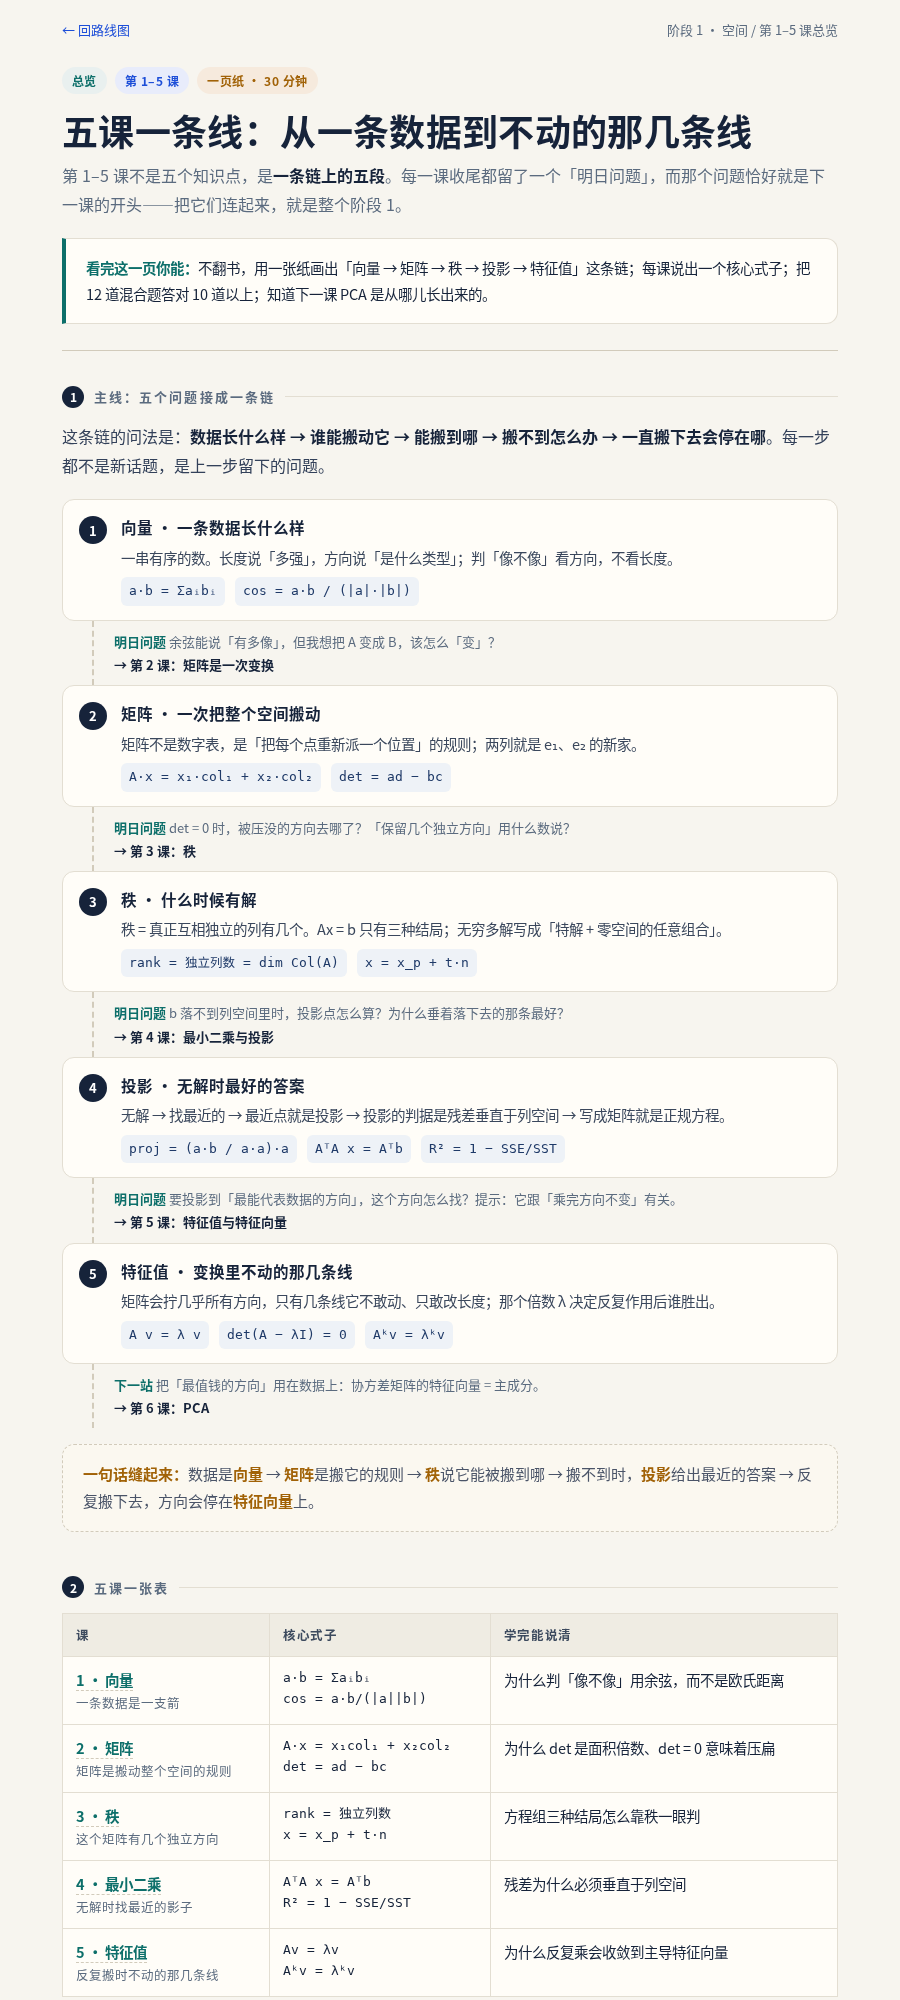 ← 回路线图
阶段 1 · 空间 / 第 1–5 课总览
总览 第 1–5 课 一页纸 · 30 分钟
五课一条线：从一条数据到不动的那几条线
第 1–5 课不是五个知识点，是一条链上的五段。每一课收尾都留了一个「明日问题」，而那个问题恰好就是下
一课的开头——把它们连起来，就是整个阶段 1。
看完这一页你能：不翻书，用一张纸画出「向量 → 矩阵 → 秩 → 投影 → 特征值」这条链；每课说出一个核心式子；把
12 道混合题答对 10 道以上；知道下一课 PCA 是从哪儿长出来的。
1 主线：五个问题接成一条链
这条链的问法是：数据长什么样 → 谁能搬动它 → 能搬到哪 → 搬不到怎么办 → 一直搬下去会停在哪。每一步
都不是新话题，是上一步留下的问题。
1 向量 · 一条数据长什么样
一串有序的数。长度说「多强」，方向说「是什么类型」；判「像不像」看方向，不看长度。
a·b = Σaᵢbᵢ cos = a·b / (|a|·|b|)
明日问题 余弦能说「有多像」，但我想把 A 变成 B，该怎么「变」？
→ 第 2 课：矩阵是一次变换
2 矩阵 · 一次把整个空间搬动
矩阵不是数字表，是「把每个点重新派一个位置」的规则；两列就是 e₁、e₂ 的新家。
A·x = x₁·col₁ + x₂·col₂ det = ad − bc
明日问题 det = 0 时，被压没的方向去哪了？「保留几个独立方向」用什么数说？
→ 第 3 课：秩
3 秩 · 什么时候有解
秩 = 真正互相独立的列有几个。Ax = b 只有三种结局；无穷多解写成「特解 + 零空间的任意组合」。
rank = 独立列数 = dim Col(A) x = x_p + t·n
明日问题 b 落不到列空间里时，投影点怎么算？为什么垂着落下去的那条最好？
→ 第 4 课：最小二乘与投影
4 投影 · 无解时最好的答案
无解 → 找最近的 → 最近点就是投影 → 投影的判据是残差垂直于列空间 → 写成矩阵就是正规方程。
proj = (a·b / a·a)·a AᵀA x = Aᵀb R² = 1 − SSE/SST
明日问题 要投影到「最能代表数据的方向」，这个方向怎么找？提示：它跟「乘完方向不变」有关。
→ 第 5 课：特征值与特征向量
5 特征值 · 变换里不动的那几条线
矩阵会拧几乎所有方向，只有几条线它不敢动、只敢改长度；那个倍数 λ 决定反复作用后谁胜出。
A v = λ v det(A − λI) = 0 Aᵏv = λᵏv
下一站 把「最值钱的方向」用在数据上：协方差矩阵的特征向量 = 主成分。
→ 第 6 课：PCA
一句话缝起来：数据是向量 → 矩阵是搬它的规则 → 秩说它能被搬到哪 → 搬不到时，投影给出最近的答案 → 反
复搬下去，方向会停在特征向量上。
2 五课一张表
课 核心式子 学完能说清
1 · 向量
一条数据是一支箭
a·b = Σaᵢbᵢ
cos = a·b/(|a||b|)
为什么判「像不像」用余弦，而不是欧氏距离
2 · 矩阵
矩阵是搬动整个空间的规则
A·x = x₁col₁ + x₂col₂
det = ad − bc
为什么 det 是面积倍数、det = 0 意味着压扁
3 · 秩
这个矩阵有几个独立方向
rank = 独立列数
x = x_p + t·n
方程组三种结局怎么靠秩一眼判
4 · 最小二乘
无解时找最近的影子
AᵀA x = Aᵀb
R² = 1 − SSE/SST
残差为什么必须垂直于列空间
5 · 特征值
反复搬时不动的那几条线
Av = λv
Aᵏv = λᵏv
为什么反复乘会收敛到主导特征向量